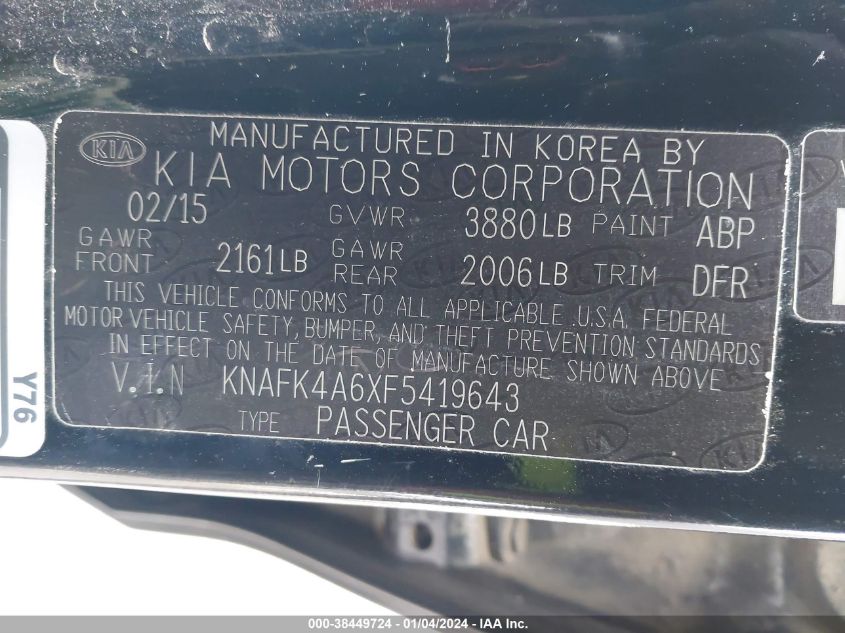 KIA
MANUFACTURED IN KOREA BY
KIA MOTORS CORPORATION
02/15 GVWR 3880LB PAINT ABP
GAWR FRONT 2161LB GAWR REAR 2006LB TRIM DFR
THIS VEHICLE CONFORMS TO ALL APPLICABLE U.S.A. FEDERAL
MOTOR VEHICLE SAFETY, BUMPER, AND THEFT PREVENTION STANDARDS
IN EFFECT ON THE DATE OF MANUFACTURE SHOWN ABOVE
V.I.N KNAFK4A6XF5419643
TYPE PASSENGER CAR
Y76
000-38449724 - 01/04/2024 - IAAI.com